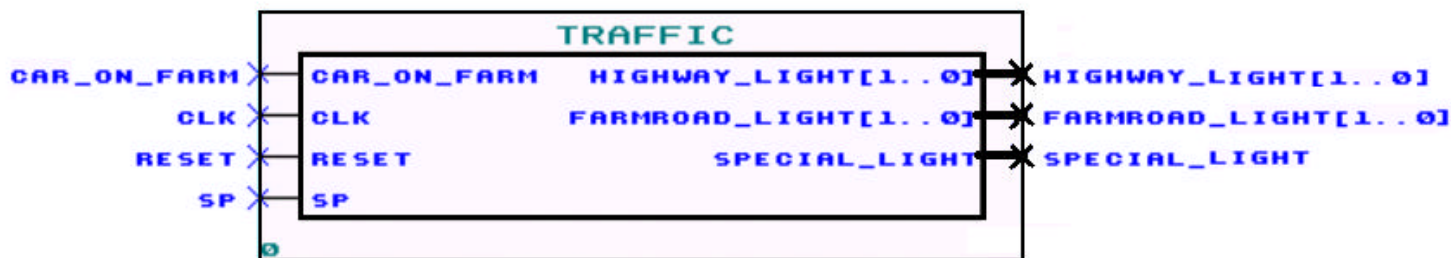 TRAFFIC
CAR_ON_FARM CAR_ON_FARM HIGHWAY_LIGHT[1..0] HIGHWAY_LIGHT[1..0]
CLK CLK FARMROAD_LIGHT[1..0] FARMROAD_LIGHT[1..0]
RESET RESET SPECIAL_LIGHT SPECIAL_LIGHT
SP SP
0